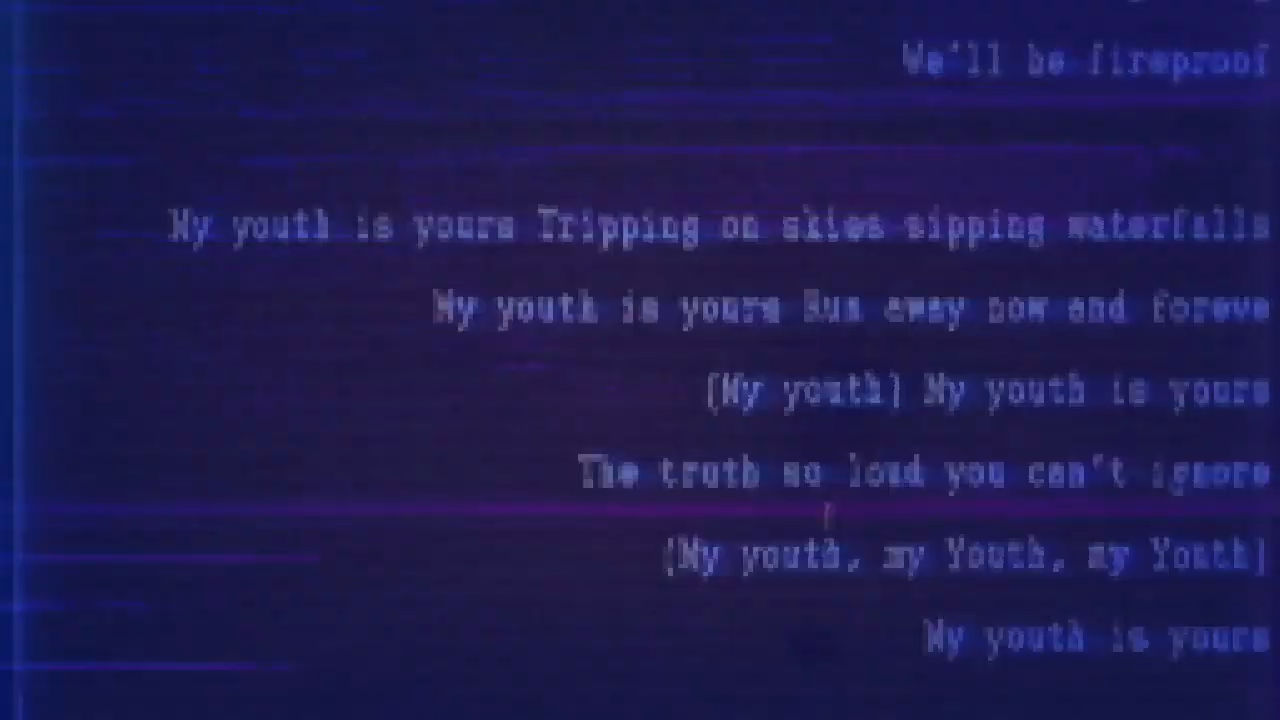 We'll be fireproof
My youth is yours Tripping on skies sipping waterfalls
My youth is yours Run away now and foreve
(My youth) My youth is yours
The truth so loud you can't ignore
(My youth, my Youth, my Youth)
My youth is yours